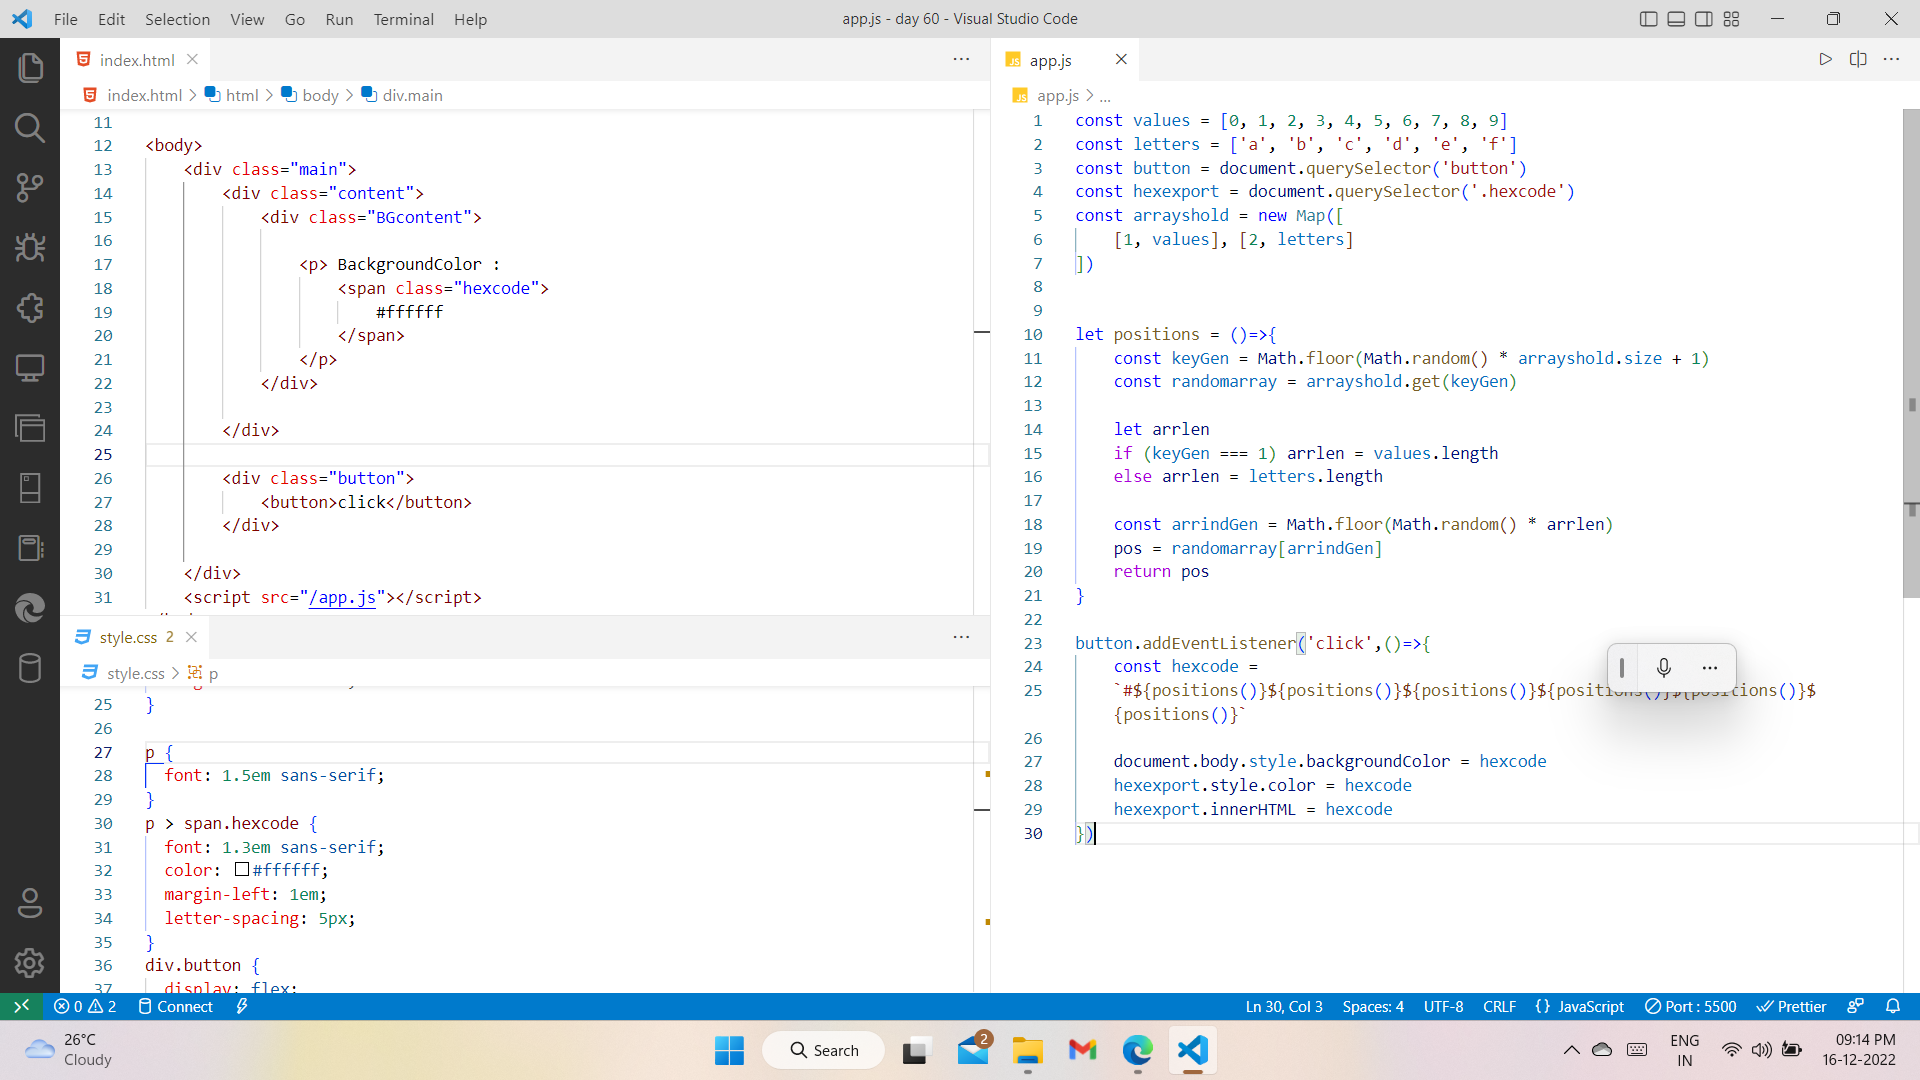 File Edit Selection View Go Run Terminal Help
app.js - day 60 - Visual Studio Code
index.html
index.html > html > body > div.main
11
12 <body>
13 <div class="main">
14 <div class="content">
15 <div class="BGcontent">
16
17 <p> BackgroundColor :
18 <span class="hexcode">
19 #ffffff
20 </span>
21 </p>
22 </div>
23
24 </div>
25
26 <div class="button">
27 <button>click</button>
28 </div>
29
30 </div>
31 <script src="/app.js"></script>
style.css 2
style.css > p
25 }
26
27 p {
28 font: 1.5em sans-serif;
29 }
30 p > span.hexcode {
31 font: 1.3em sans-serif;
32 color: #ffffff;
33 margin-left: 1em;
34 letter-spacing: 5px;
35 }
36 div.button {
37 display: flex;
JS app.js
JS app.js > ...
1 const values = [0, 1, 2, 3, 4, 5, 6, 7, 8, 9]
2 const letters = ['a', 'b', 'c', 'd', 'e', 'f']
3 const button = document.querySelector('button')
4 const hexexport = document.querySelector('.hexcode')
5 const arrayshold = new Map([
6 [1, values], [2, letters]
7 ])
8
9
10 let positions = ()=>{
11 const keyGen = Math.floor(Math.random() * arrayshold.size + 1)
12 const randomarray = arrayshold.get(keyGen)
13
14 let arrlen
15 if (keyGen === 1) arrlen = values.length
16 else arrlen = letters.length
17
18 const arrindGen = Math.floor(Math.random() * arrlen)
19 pos = randomarray[arrindGen]
20 return pos
21 }
22
23 button.addEventListener('click',()=>{
24 const hexcode =
25 `#${positions()}${positions()}${positions()}${positions()}${positions()}$
{positions()}`
26
27 document.body.style.backgroundColor = hexcode
28 hexexport.style.color = hexcode
29 hexexport.innerHTML = hexcode
30 })
0 2 Connect
Ln 30, Col 3 Spaces: 4 UTF-8 CRLF {} JavaScript Port : 5500 Prettier
26°C
Cloudy
Search
2
ENG
IN
09:14 PM
16-12-2022